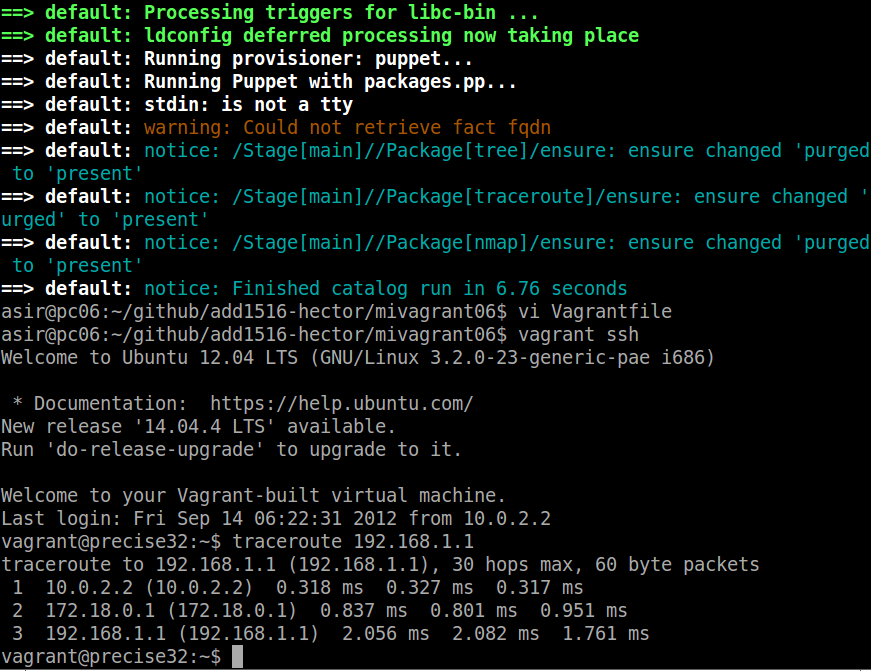 ==> default: Processing triggers for libc-bin ...
==> default: ldconfig deferred processing now taking place
==> default: Running provisioner: puppet...
==> default: Running Puppet with packages.pp...
==> default: stdin: is not a tty
==> default: warning: Could not retrieve fact fqdn
==> default: notice: /Stage[main]//Package[tree]/ensure: ensure changed 'purged
 to 'present'
==> default: notice: /Stage[main]//Package[traceroute]/ensure: ensure changed '
urged' to 'present'
==> default: notice: /Stage[main]//Package[nmap]/ensure: ensure changed 'purged
 to 'present'
==> default: notice: Finished catalog run in 6.76 seconds
asir@pc06:~/github/add1516-hector/mivagrant06$ vi Vagrantfile
asir@pc06:~/github/add1516-hector/mivagrant06$ vagrant ssh
Welcome to Ubuntu 12.04 LTS (GNU/Linux 3.2.0-23-generic-pae i686)
 * Documentation:  https://help.ubuntu.com/
New release '14.04.4 LTS' available.
Run 'do-release-upgrade' to upgrade to it.
Welcome to your Vagrant-built virtual machine.
Last login: Fri Sep 14 06:22:31 2012 from 10.0.2.2
vagrant@precise32:~$ traceroute 192.168.1.1
traceroute to 192.168.1.1 (192.168.1.1), 30 hops max, 60 byte packets
 1  10.0.2.2 (10.0.2.2)  0.318 ms  0.327 ms  0.317 ms
 2  172.18.0.1 (172.18.0.1)  0.837 ms  0.801 ms  0.951 ms
 3  192.168.1.1 (192.168.1.1)  2.056 ms  2.082 ms  1.761 ms
vagrant@precise32:~$